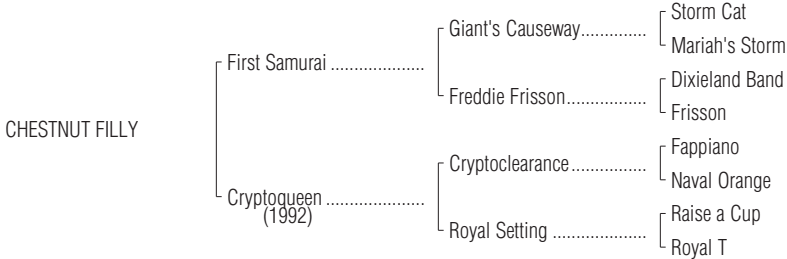 Storm Cat
Giant's Causeway..............
Mariah's Storm
First Samurai ....................
Dixieland Band
Freddie Frisson.................
Frisson
CHESTNUT FILLY
Fappiano
Cryptoclearance................
Naval Orange
Cryptoqueen .....................
(1992)
Raise a Cup
Royal Setting ....................
Royal T